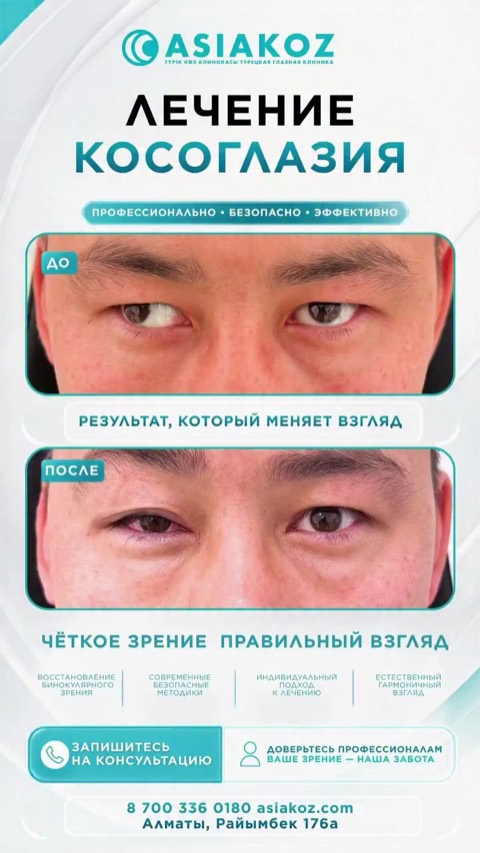 ASIAKOZ
ТҮРІК КӨЗ КЛИНИКАСЫ ТУРЕЦКАЯ ГЛАЗНАЯ КЛИНИКА
ЛЕЧЕНИЕ
КОСОГЛАЗИЯ
ПРОФЕССИОНАЛЬНО • БЕЗОПАСНО • ЭФФЕКТИВНО
ДО
РЕЗУЛЬТАТ, КОТОРЫЙ МЕНЯЕТ ВЗГЛЯД
ПОСЛЕ
ЧЁТКОЕ ЗРЕНИЕ ПРАВИЛЬНЫЙ ВЗГЛЯД
ВОССТАНОВЛЕНИЕ
БИНОКУЛЯРНОГО
ЗРЕНИЯ
СОВРЕМЕННЫЕ
БЕЗОПАСНЫЕ
МЕТОДИКИ
ИНДИВИДУАЛЬНЫЙ
ПОДХОД
К ЛЕЧЕНИЮ
ЕСТЕСТВЕННЫЙ
ГАРМОНИЧНЫЙ
ВЗГЛЯД
ЗАПИШИТЕСЬ
НА КОНСУЛЬТАЦИЮ
ДОВЕРЬТЕСЬ ПРОФЕССИОНАЛАМ
ВАШЕ ЗРЕНИЕ — НАША ЗАБОТА
8 700 336 0180 asiakoz.com
Алматы, Райымбек 176а